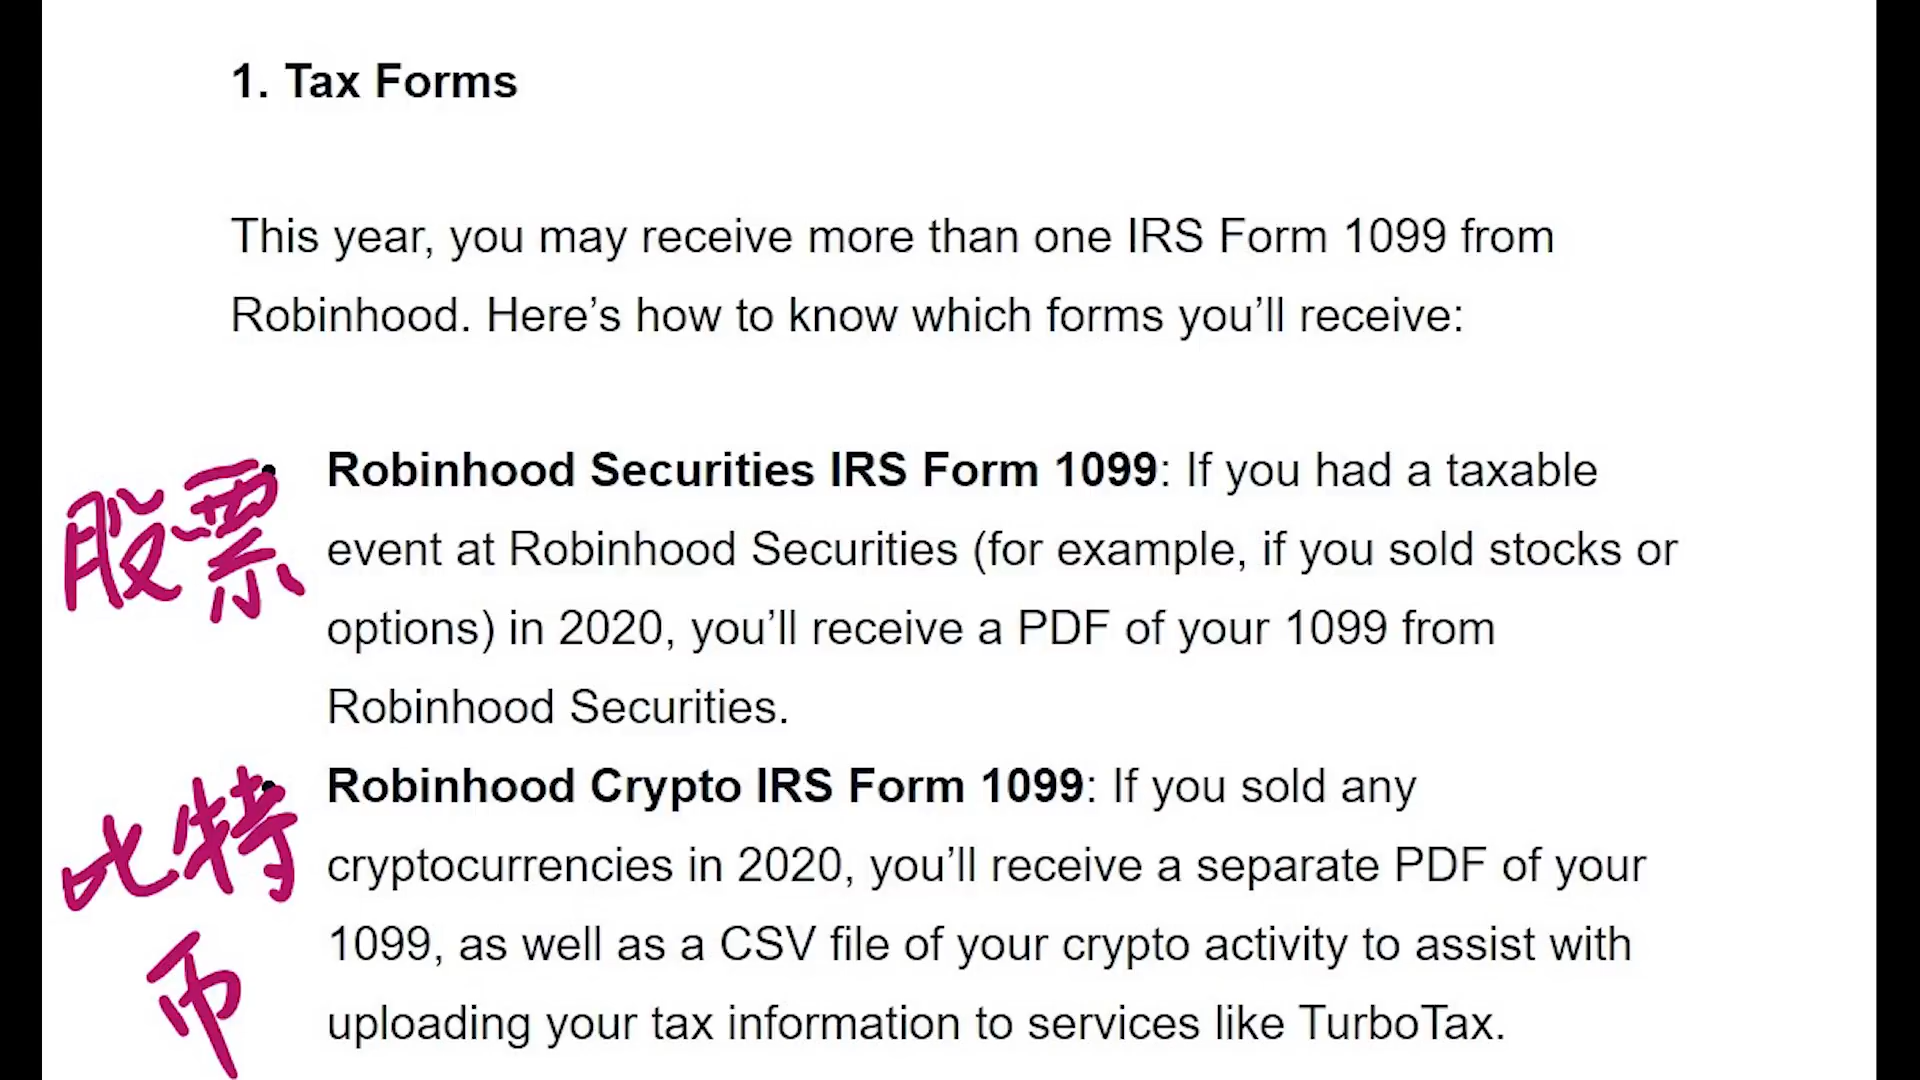 1. Tax Forms
This year, you may receive more than one IRS Form 1099 from
Robinhood. Here’s how to know which forms you’ll receive:
股票
Robinhood Securities IRS Form 1099: If you had a taxable
event at Robinhood Securities (for example, if you sold stocks or
options) in 2020, you’ll receive a PDF of your 1099 from
Robinhood Securities.
比特
币
Robinhood Crypto IRS Form 1099: If you sold any
cryptocurrencies in 2020, you’ll receive a separate PDF of your
1099, as well as a CSV file of your crypto activity to assist with
uploading your tax information to services like TurboTax.